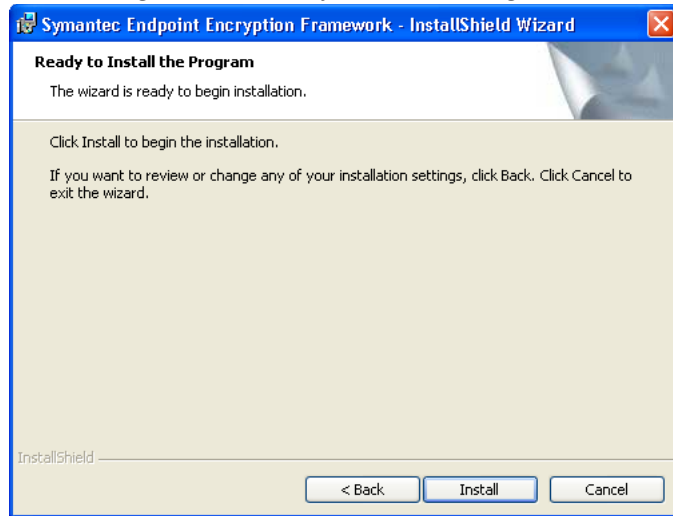 Symantec Endpoint Encryption Framework - InstallShield Wizard
Ready to Install the Program
The wizard is ready to begin installation.
Click Install to begin the installation.
If you want to review or change any of your installation settings, click Back. Click Cancel to
exit the wizard.
InstallShield
< Back Install Cancel